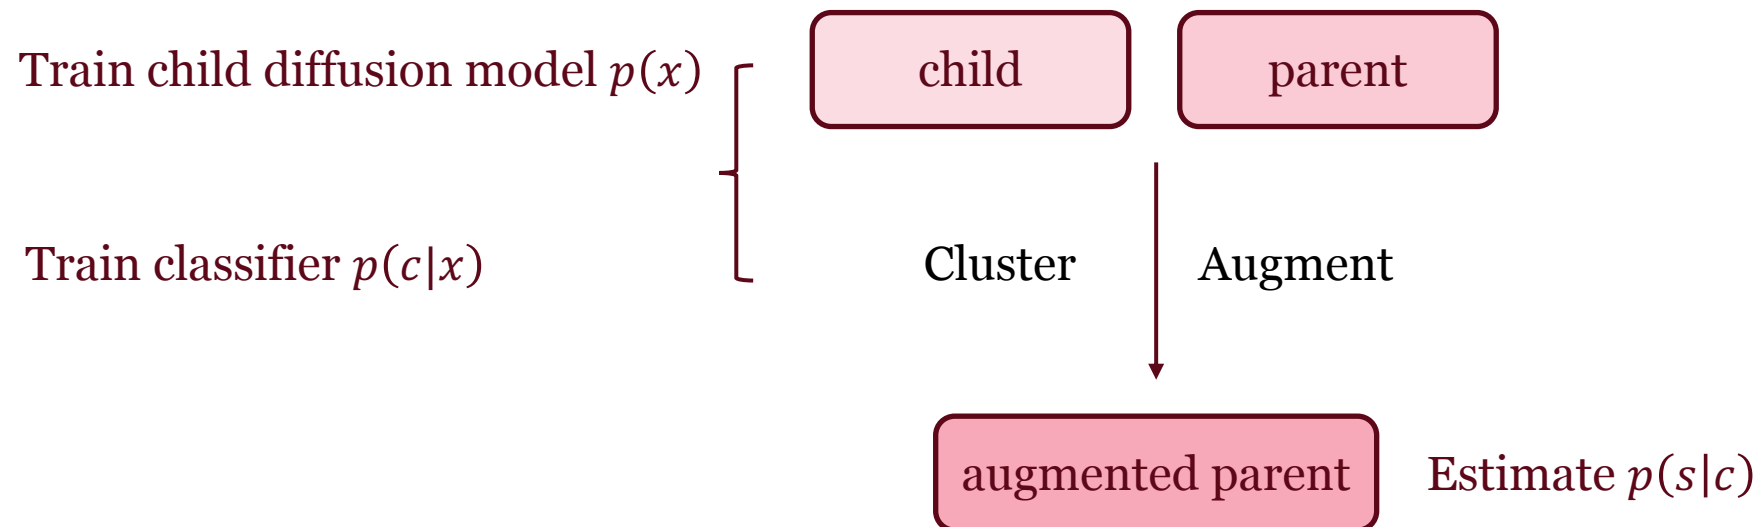 Train child diffusion model p(x)
child
parent
Train classifier p(c|x)
Cluster
Augment
augmented parent
Estimate p(s|c)